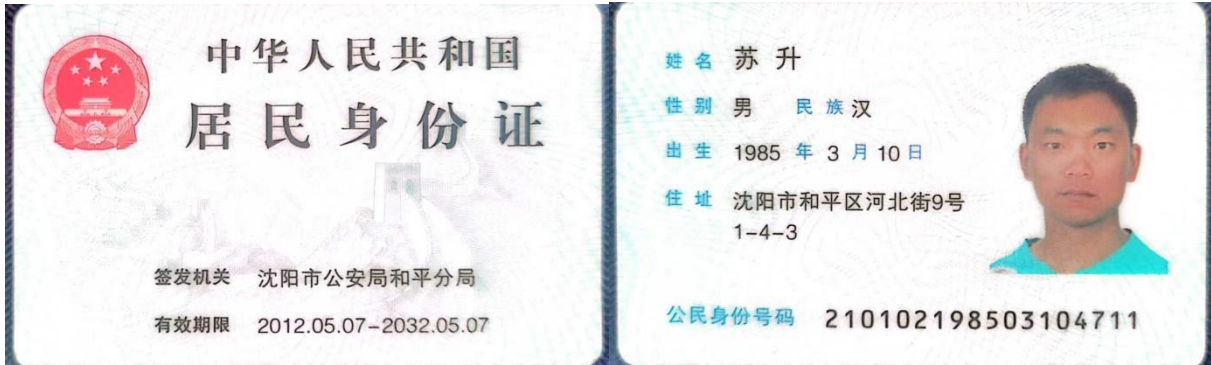 中华人民共和国
居民身份证
签发机关 沈阳市公安局和平分局
有效期限 2012.05.07-2032.05.07
姓名 苏升
性别 男 民族 汉
出生 1985 年 3 月 10 日
住址 沈阳市和平区河北街9号
1-4-3
公民身份号码 210102198503104711